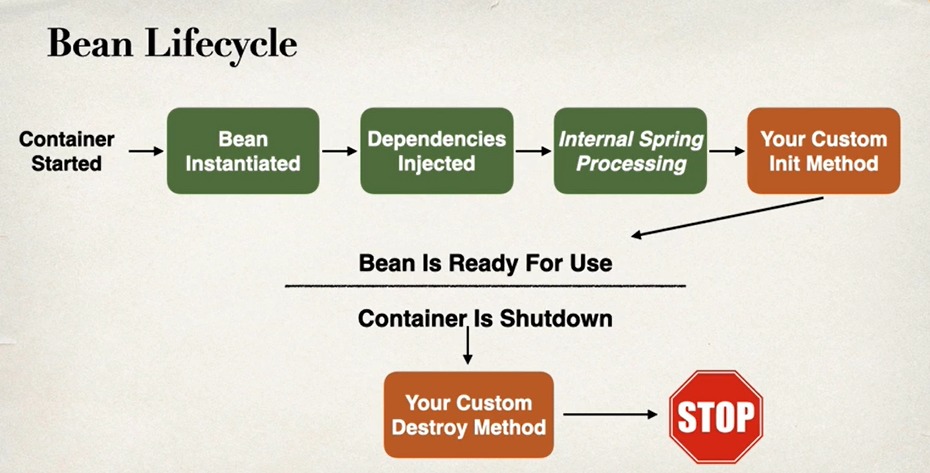 Bean Lifecycle
Container
Started
Bean
Instantiated
Dependencies
Injected
Internal Spring
Processing
Your Custom
Init Method
Bean Is Ready For Use
Container Is Shutdown
Your Custom
Destroy Method
STOP